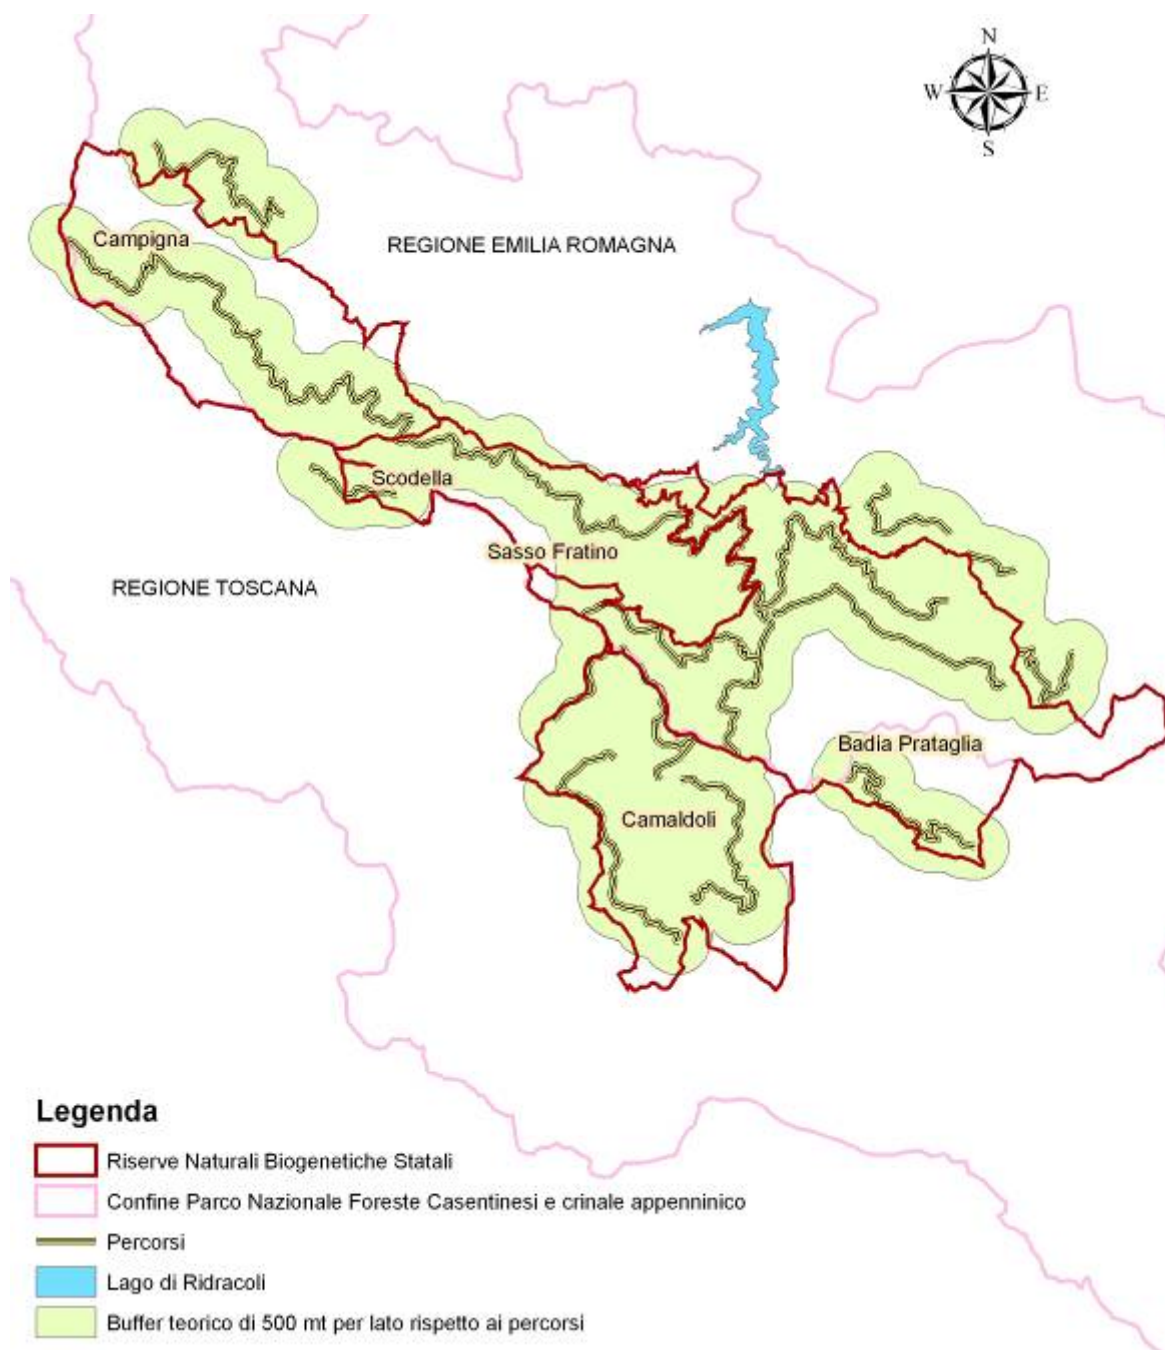 N
W E
S
Campigna
REGIONE EMILIA ROMAGNA
Scodella
Sasso Fratino
REGIONE TOSCANA
Badia Prataglia
Camaldoli
Legenda
Riserve Naturali Biogenetiche Statali
Confine Parco Nazionale Foreste Casentinesi e crinale appenninico
Percorsi
Lago di Ridracoli
Buffer teorico di 500 mt per lato rispetto ai percorsi